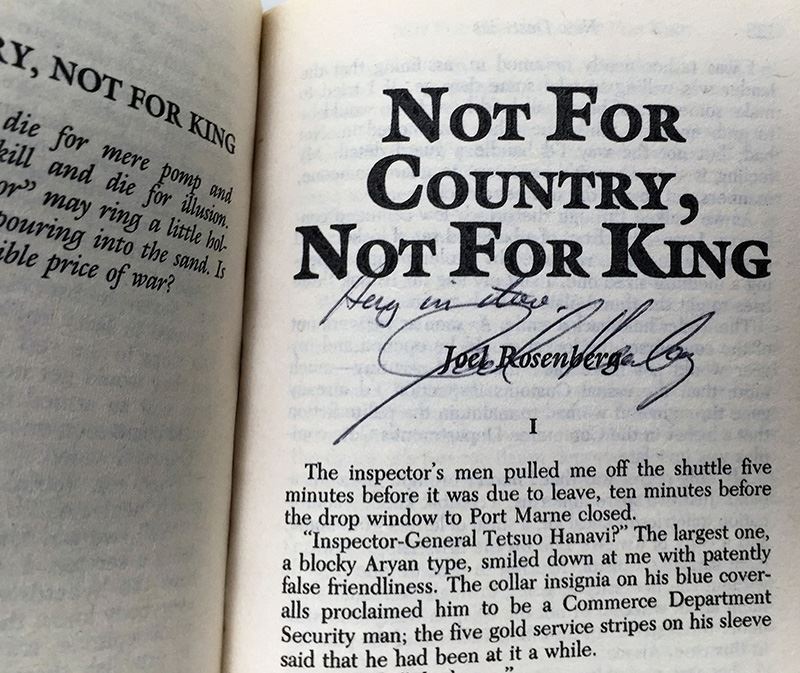 RY, NOT FOR KING
die for mere pomp and
kill and die for illusion.
or" may ring a little hol-
pouring into the sand. Is
ible price of war?
NOT FOR
COUNTRY,
NOT FOR KING
Hang in there.
Joel Rosenberg
Joel Rosenberg
I
The inspector's men pulled me off the shuttle five
minutes before it was due to leave, ten minutes before
the drop window to Port Marne closed.
"Inspector-General Tetsuo Hanavi?" The largest one,
a blocky Aryan type, smiled down at me with patently
false friendliness. The collar insignia on his blue cover-
alls proclaimed him to be a Commerce Department
Security man; the five gold service stripes on his sleeve
said that he had been at it a while.